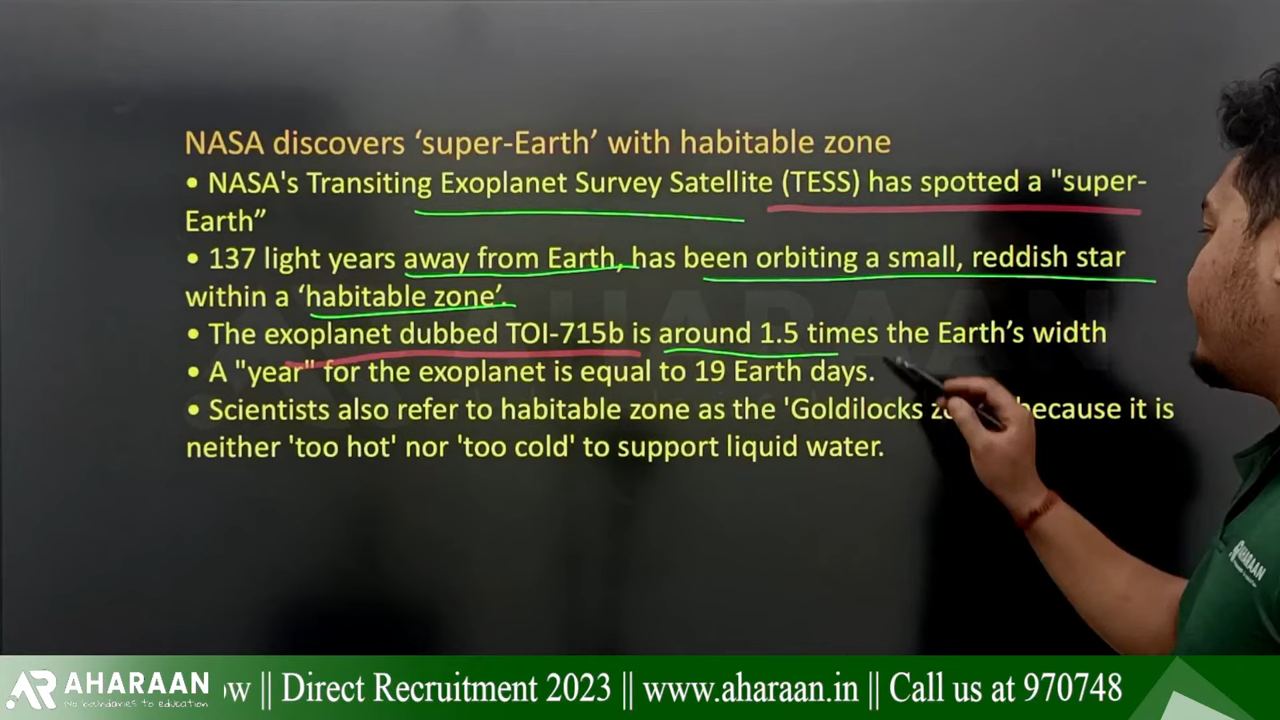 NASA discovers ‘super-Earth’ with habitable zone
• NASA's Transiting Exoplanet Survey Satellite (TESS) has spotted a "super-
Earth”
• 137 light years away from Earth, has been orbiting a small, reddish star
within a ‘habitable zone’.
• The exoplanet dubbed TOI-715b is around 1.5 times the Earth’s width
• A "year" for the exoplanet is equal to 19 Earth days.
• Scientists also refer to habitable zone as the 'Goldilocks because it is
neither 'too hot' nor 'too cold' to support liquid water.
AHARAAN
AR AHARAAN
No boundaries to education
|| Direct Recruitment 2023 || www.aharaan.in || Call us at 970748